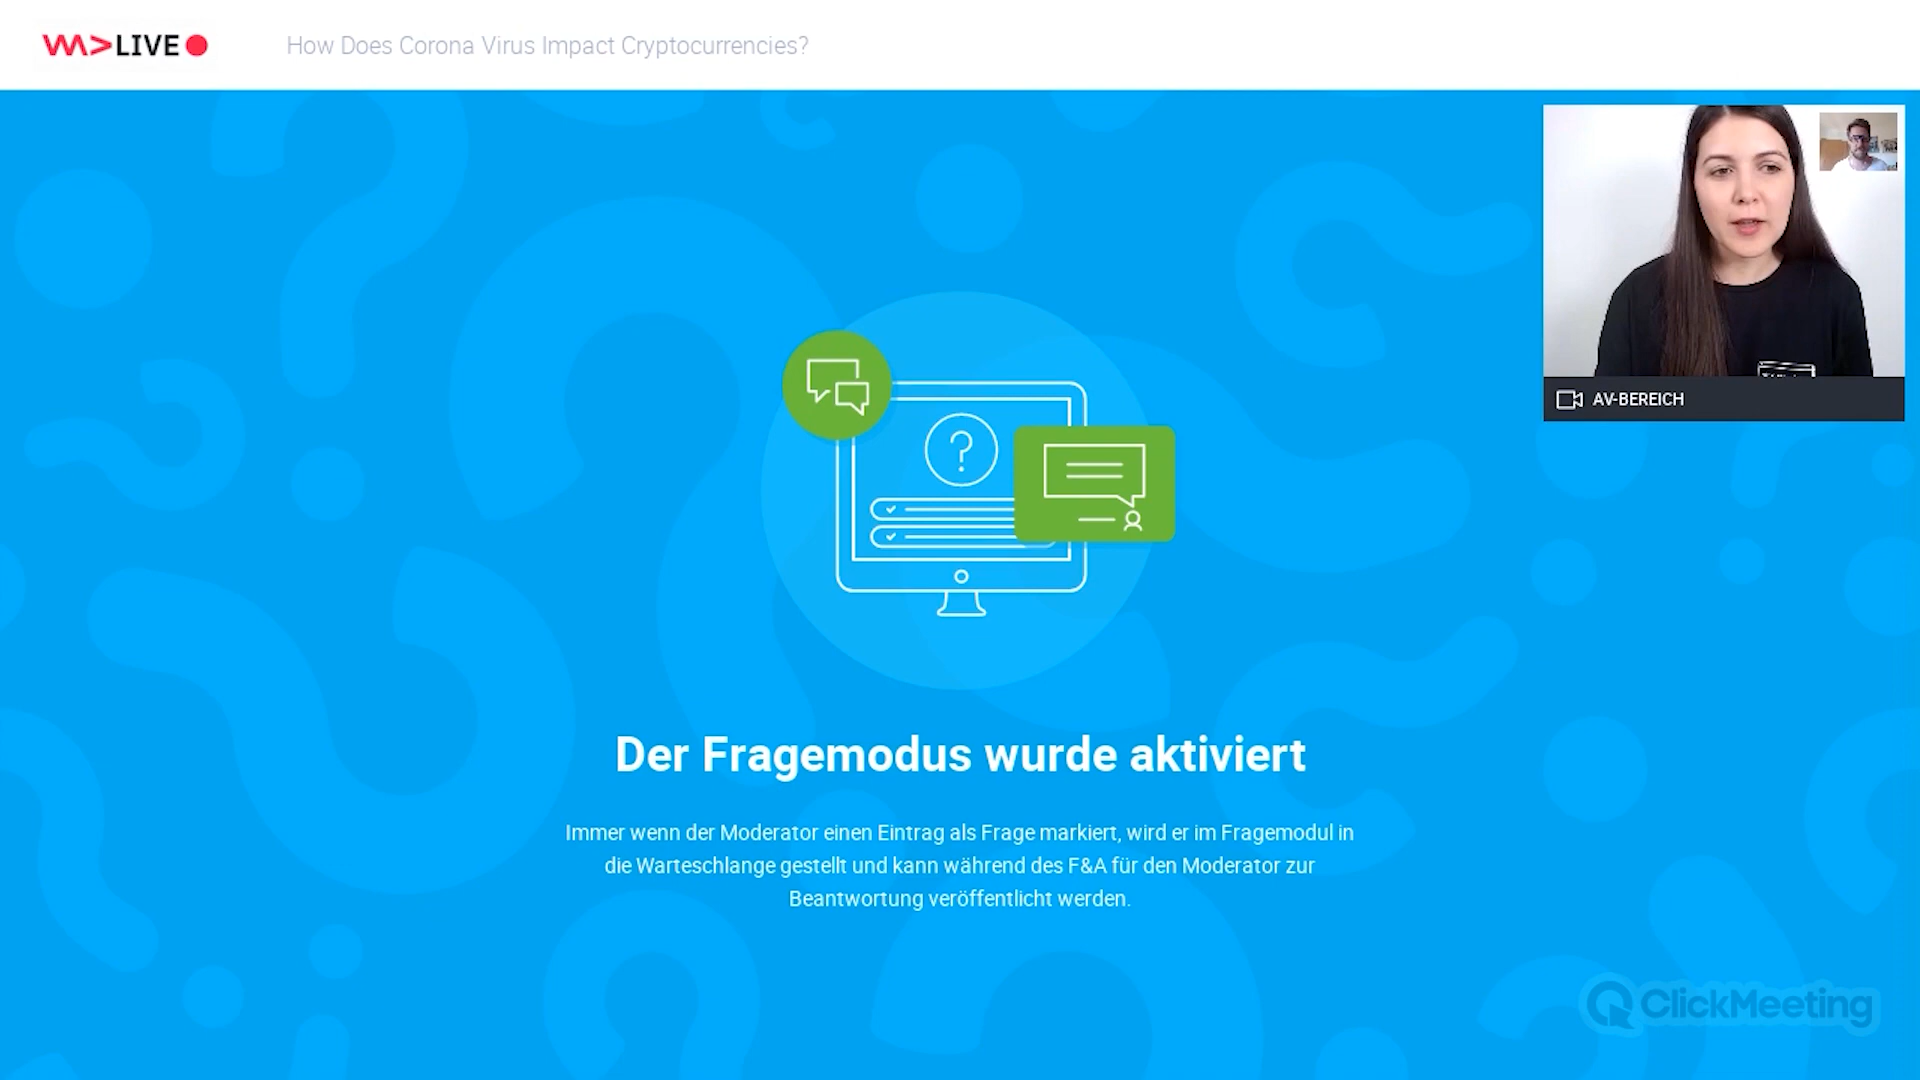 LIVE
How Does Corona Virus Impact Cryptocurrencies?
AV-BEREICH
?
Der Fragemodus wurde aktiviert
Immer wenn der Moderator einen Eintrag als Frage markiert, wird er im Fragemodul in
die Warteschlange gestellt und kann während des F&A für den Moderator zur
Beantwortung veröffentlicht werden.
ClickMeeting